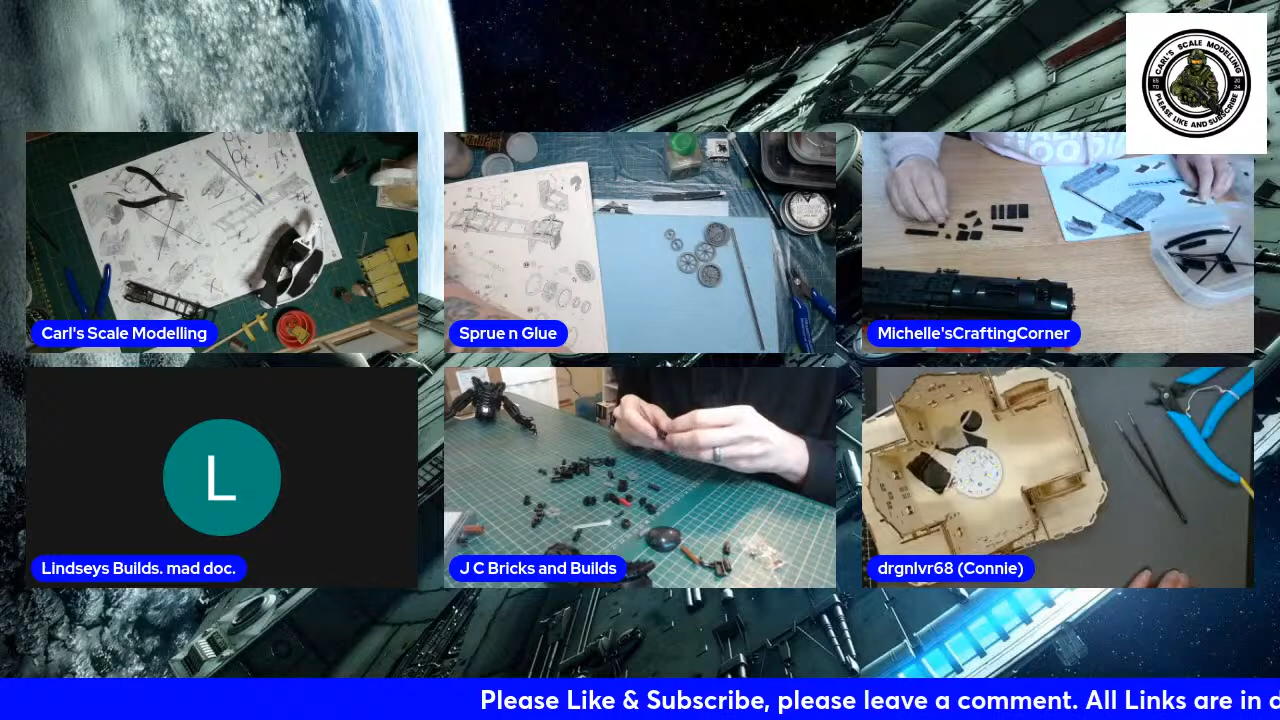 CARL'S SCALE MODELLING
PLEASE LIKE AND SUBSCRIBE
Carl's Scale Modelling
Sprue n Glue
Michelle'sCraftingCorner
L
Lindseys Builds. mad doc.
J C Bricks and Builds
drgnlvr68 (Connie)
Please Like & Subscribe, please leave a comment. All Links are in d